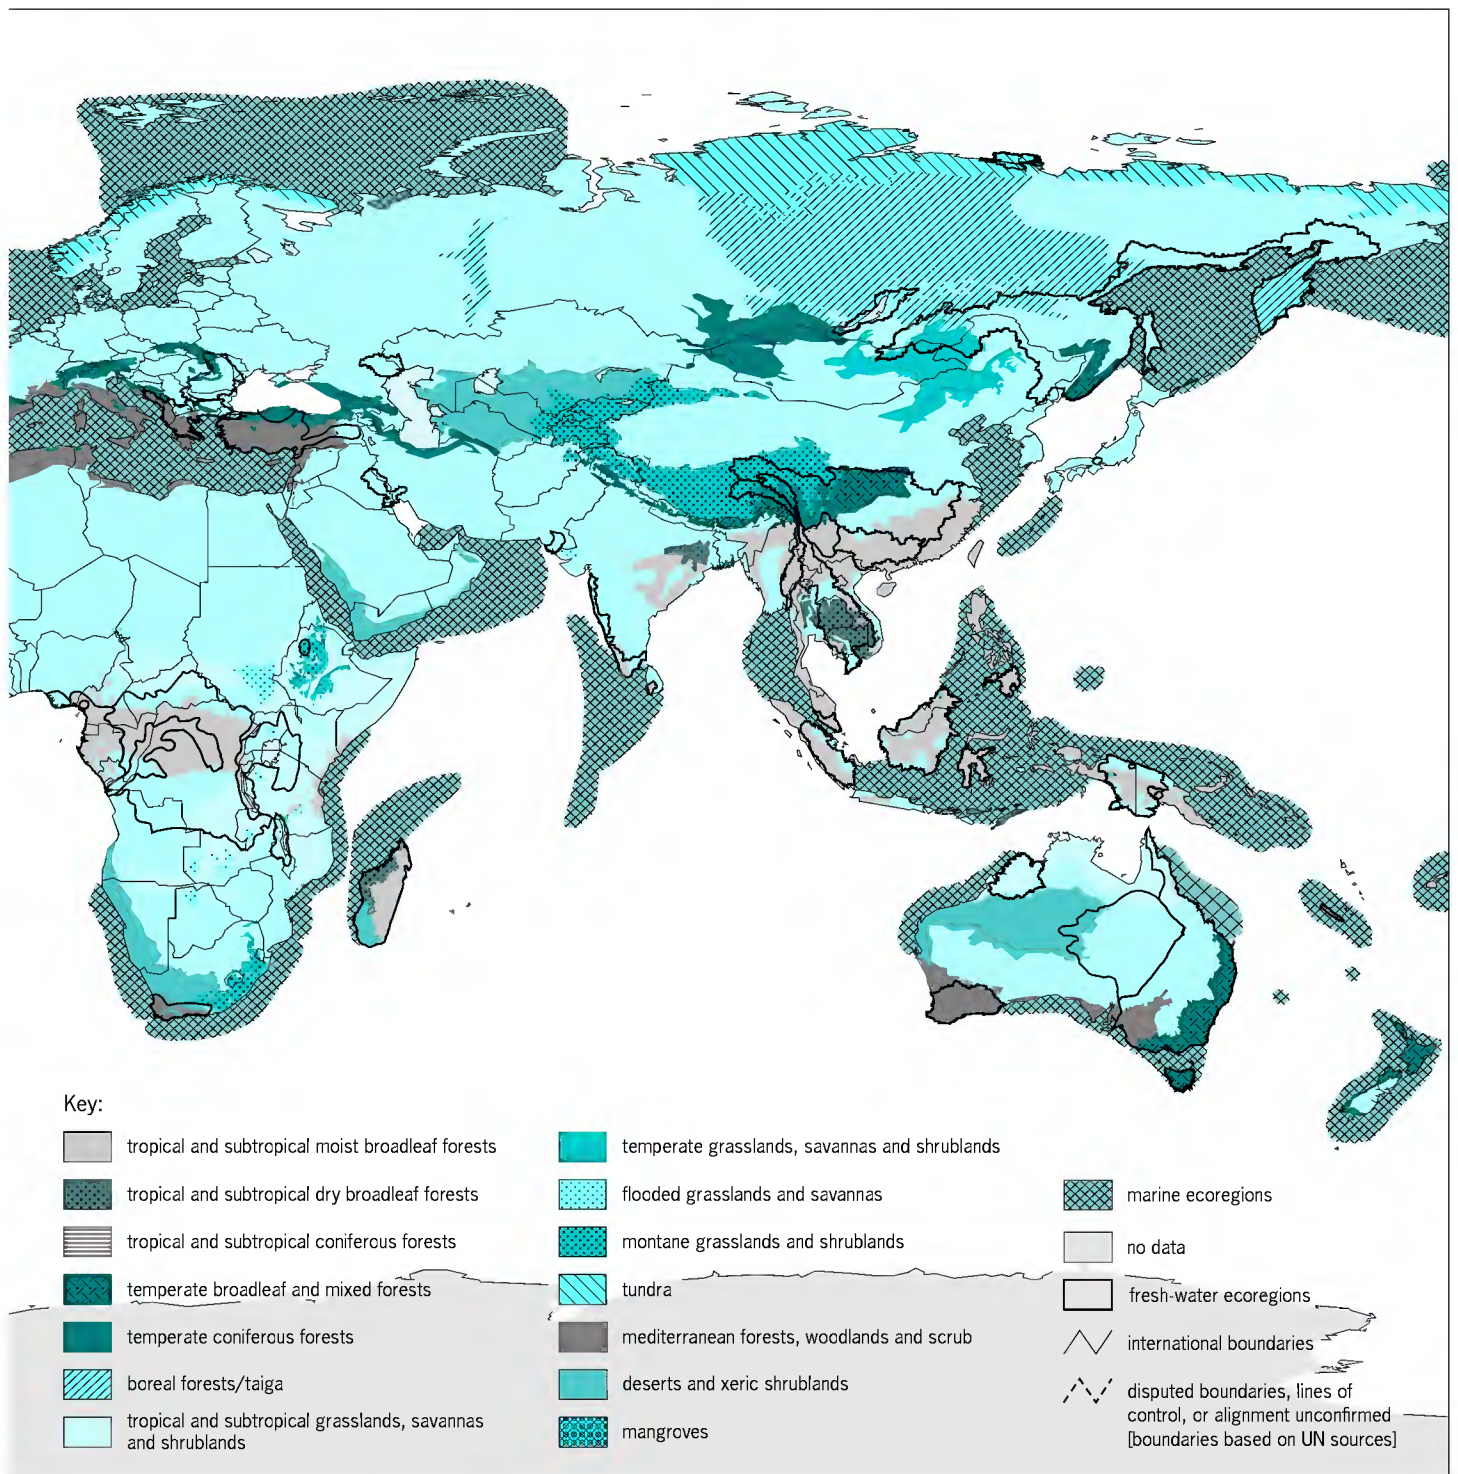 Key:
tropical and subtropical moist broadleaf forests
tropical and subtropical dry broadleaf forests
tropical and subtropical coniferous forests
temperate broadleaf and mixed forests
temperate coniferous forests
boreal forests/taiga
tropical and subtropical grasslands, savannas
and shrublands
temperate grasslands, savannas and shrublands
flooded grasslands and savannas
montane grasslands and shrublands
tundra
mediterranean forests, woodlands and scrub
deserts and xeric shrublands
mangroves
marine ecoregions
no data
fresh-water ecoregions
international boundaries
disputed boundaries, lines of
control, or alignment unconfirmed
[boundaries based on UN sources]